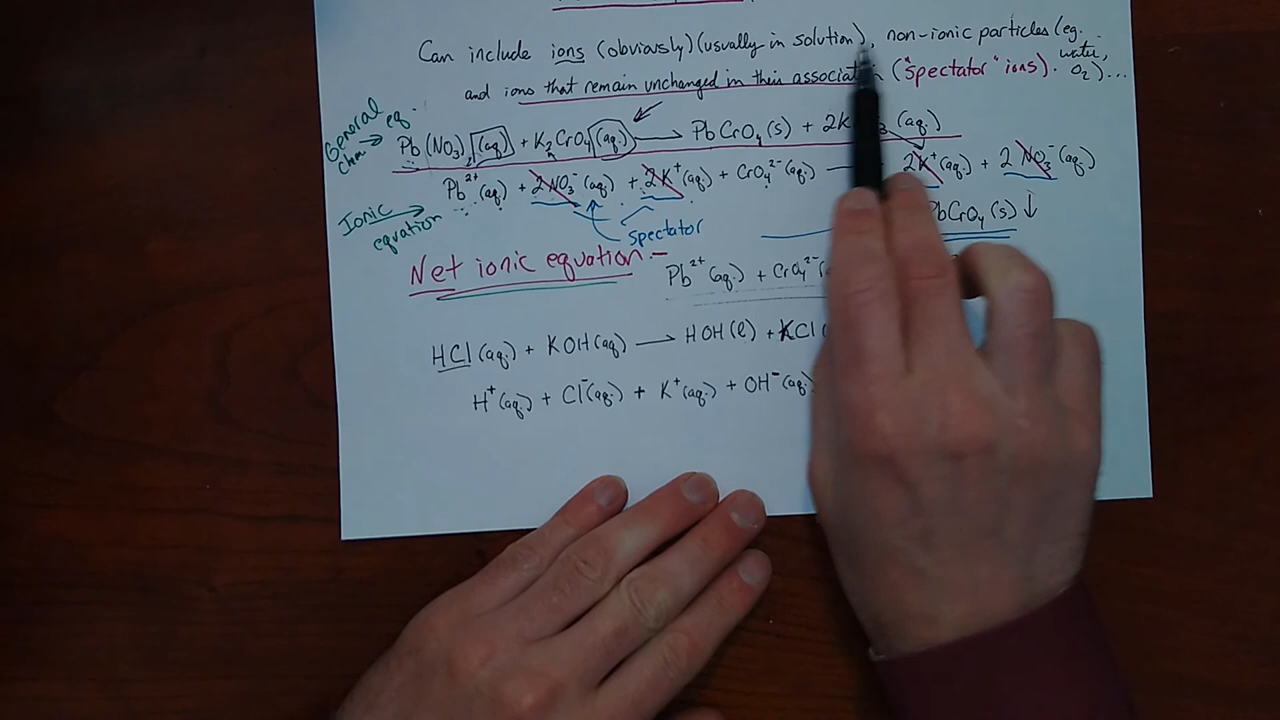 Can include ions (obviously) (usually in solution), non-ionic particles (eg. water, O₂)...
and ions that remain unchanged in their association ("spectator" ions).
General chem eq.
Pb(NO₃)₂(aq.) + K₂CrO₄(aq.) → PbCrO₄(s) + 2K (aq.)
Pb²⁺(aq.) + 2NO₃⁻(aq.) + 2K⁺(aq.) + CrO₄²⁻(aq.) → 2K⁺(aq.) + 2NO₃⁻(aq.)
PbCrO₄(s)↓
Ionic equation
spectator
Net ionic equation – Pb²⁺(aq.) + CrO₄²⁻
HCl(aq.) + KOH(aq) → HOH(l) + KCl
H⁺(aq.) + Cl⁻(aq.) + K⁺(aq.) + OH⁻(aq.)